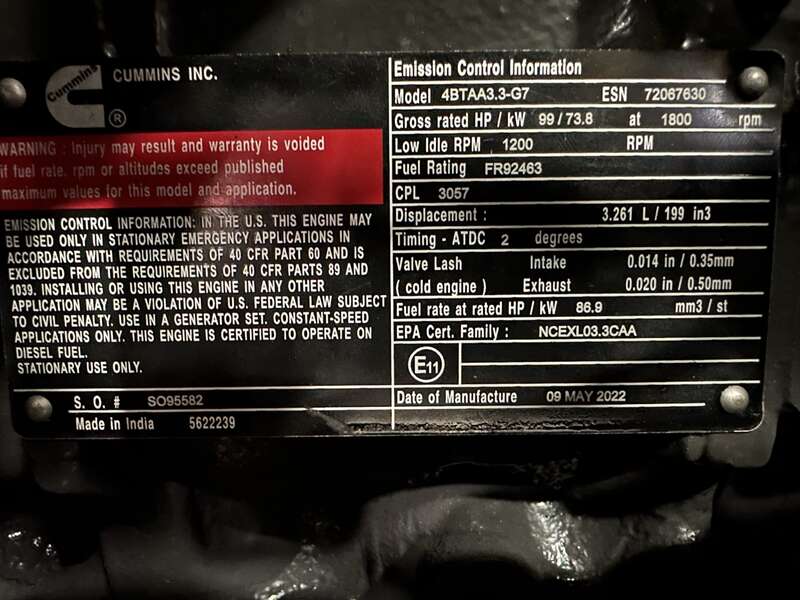 Cummins
CUMMINS INC.
®
WARNING : Injury may result and warranty is voided
if fuel rate. rpm or altitudes exceed published
maximum values for this model and application.
EMISSION CONTROL INFORMATION: IN THE U.S. THIS ENGINE MAY
BE USED ONLY IN STATIONARY EMERGENCY APPLICATIONS IN
ACCORDANCE WITH REQUIREMENTS OF 40 CFR PART 60 AND IS
EXCLUDED FROM THE REQUIREMENTS OF 40 CFR PARTS 89 AND
1039. INSTALLING OR USING THIS ENGINE IN ANY OTHER
APPLICATION MAY BE A VIOLATION OF U.S. FEDERAL LAW SUBJECT
TO CIVIL PENALTY. USE IN A GENERATOR SET. CONSTANT-SPEED
APPLICATIONS ONLY. THIS ENGINE IS CERTIFIED TO OPERATE ON
DIESEL FUEL.
STATIONARY USE ONLY.
S. O. # SO95582
Made in India 5622239
Emission Control Information
Model 4BTAA3.3-G7 ESN 72067630
Gross rated HP / kW 99 / 73.8 at 1800 rpm
Low Idle RPM 1200 RPM
Fuel Rating FR92463
CPL 3057
Displacement : 3.261 L / 199 in3
Timing - ATDC 2 degrees
Valve Lash Intake 0.014 in / 0.35mm
( cold engine ) Exhaust 0.020 in / 0.50mm
Fuel rate at rated HP / kW 86.9 mm3 / st
EPA Cert. Family : NCEXL03.3CAA
E11
Date of Manufacture 09 MAY 2022